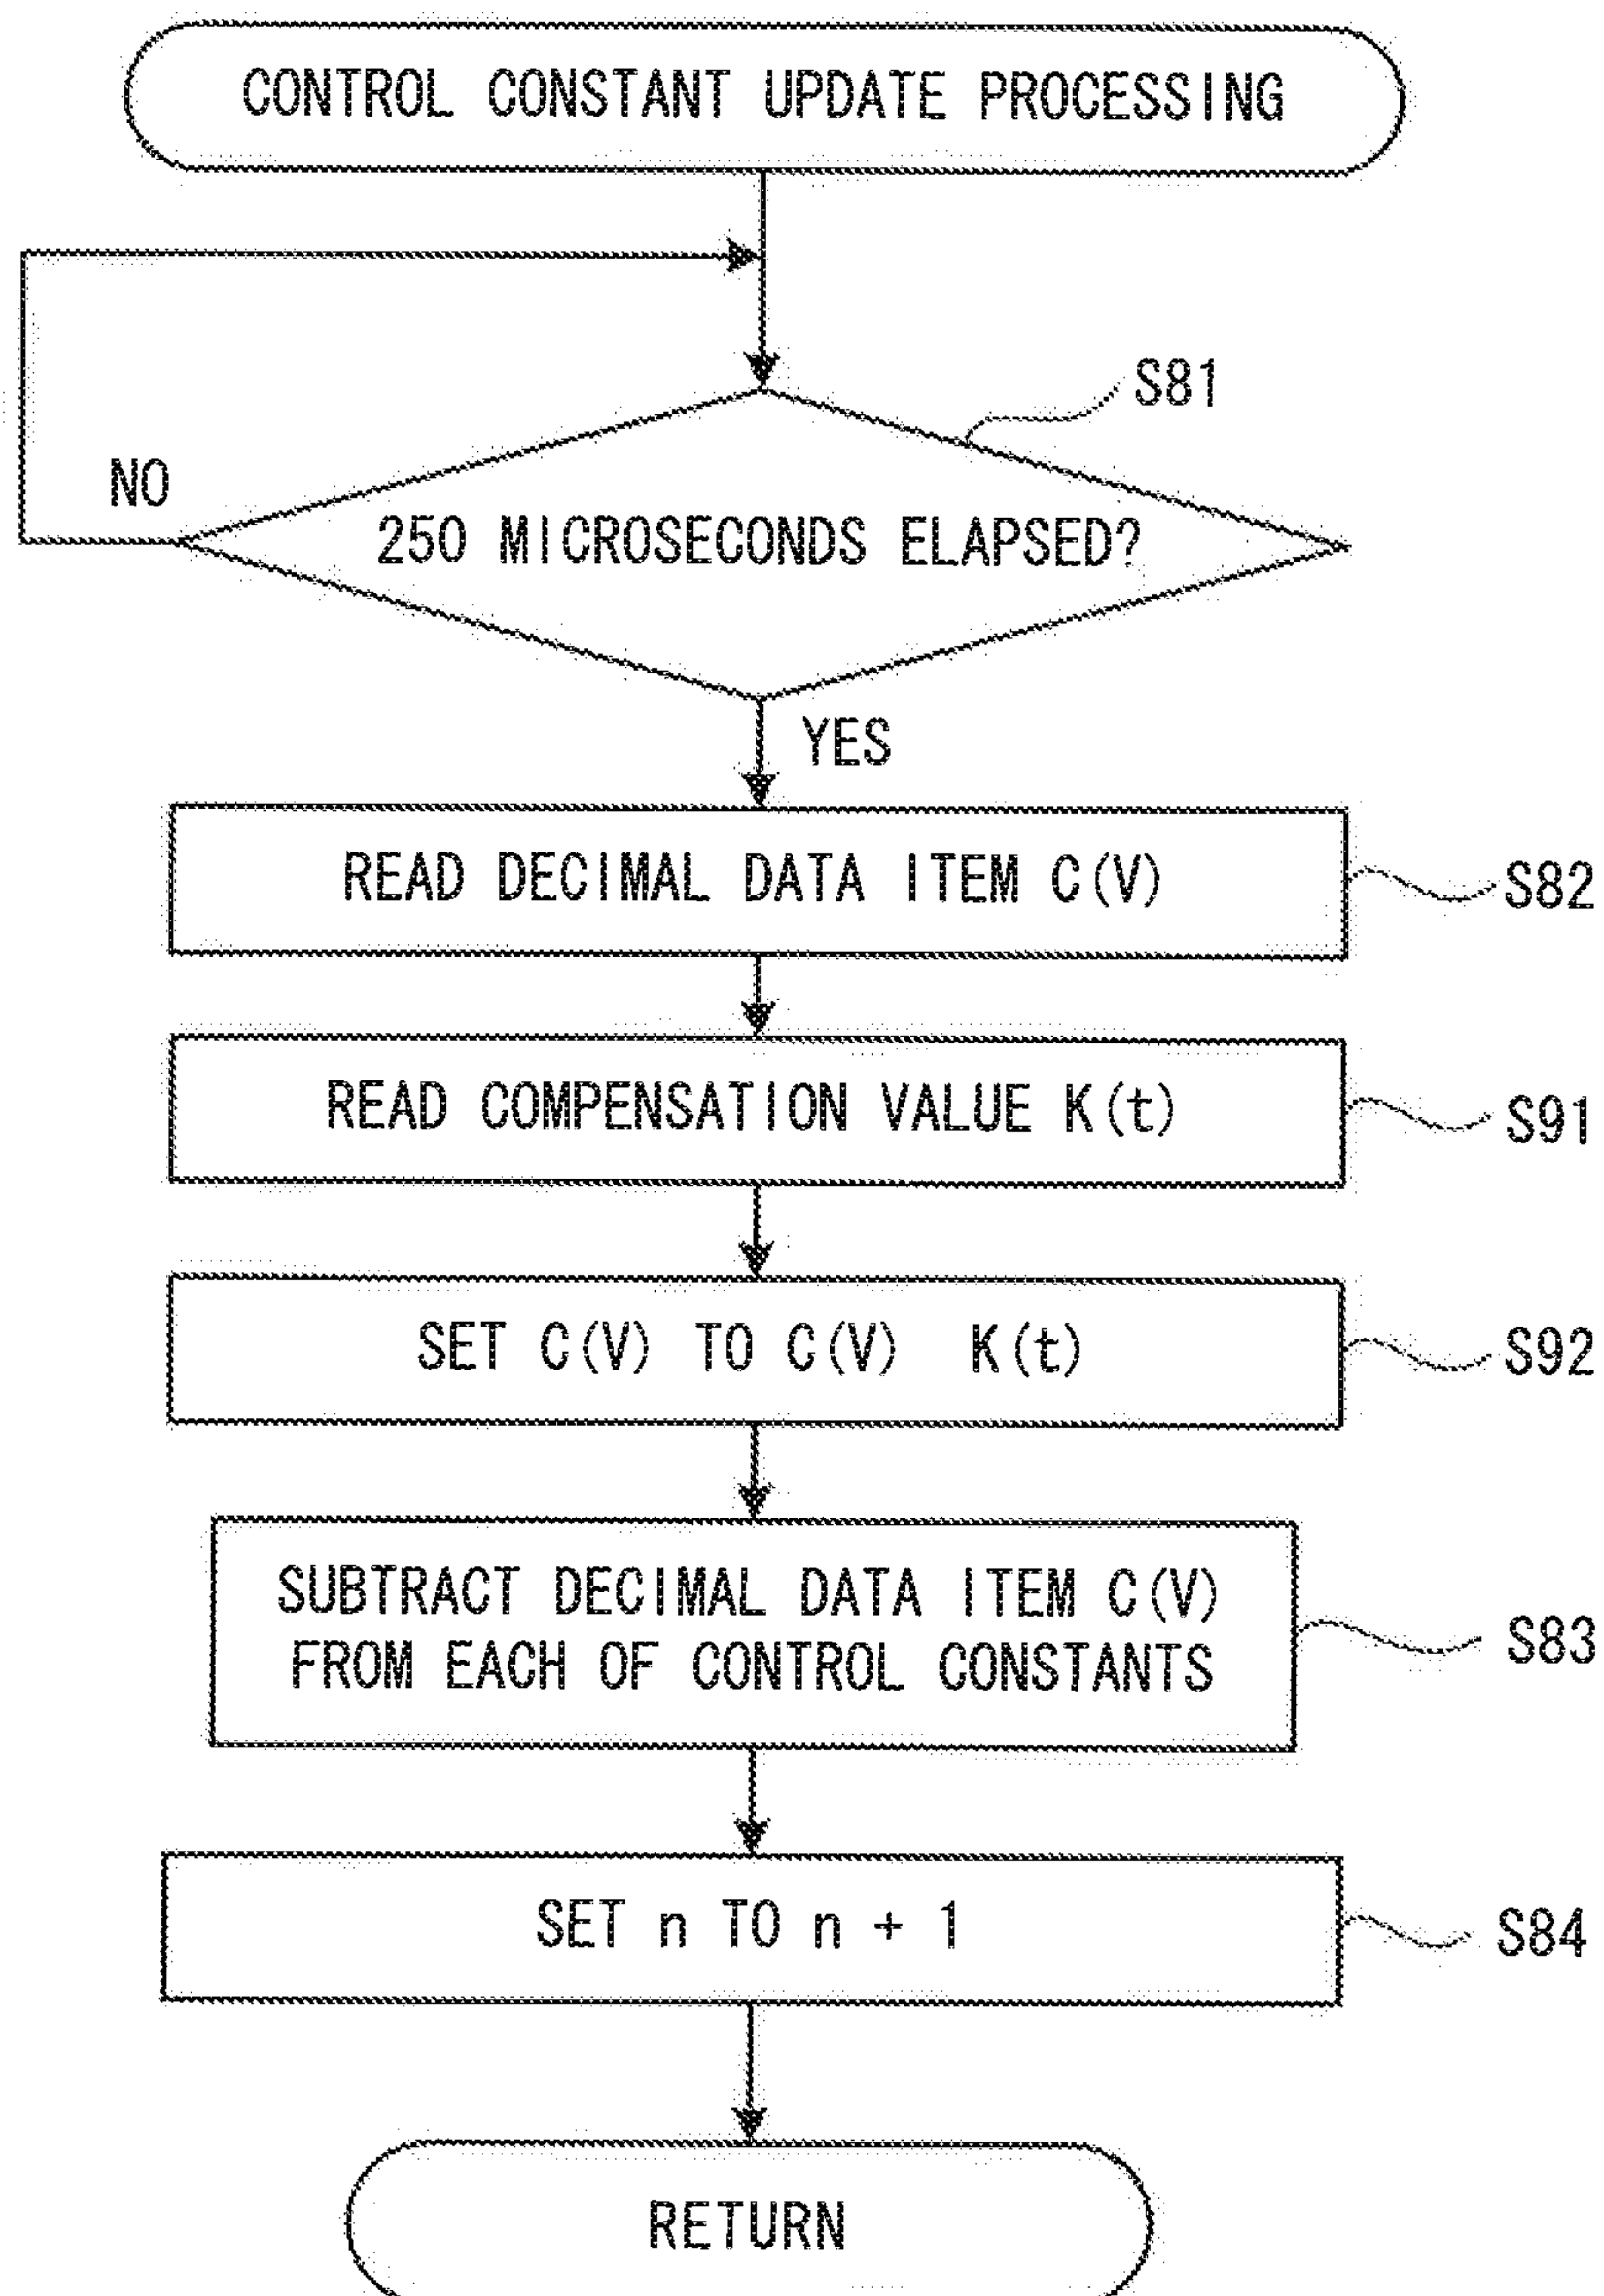 CONTROL CONSTANT UPDATE PROCESSING
S81
NO
250 MICROSECONDS ELAPSED?
YES
READ DECIMAL DATA ITEM C(V)
S82
READ COMPENSATION VALUE K(t)
S91
SET C(V) TO C(V) K(t)
S92
SUBTRACT DECIMAL DATA ITEM C(V)
FROM EACH OF CONTROL CONSTANTS
S83
SET n TO n + 1
S84
RETURN